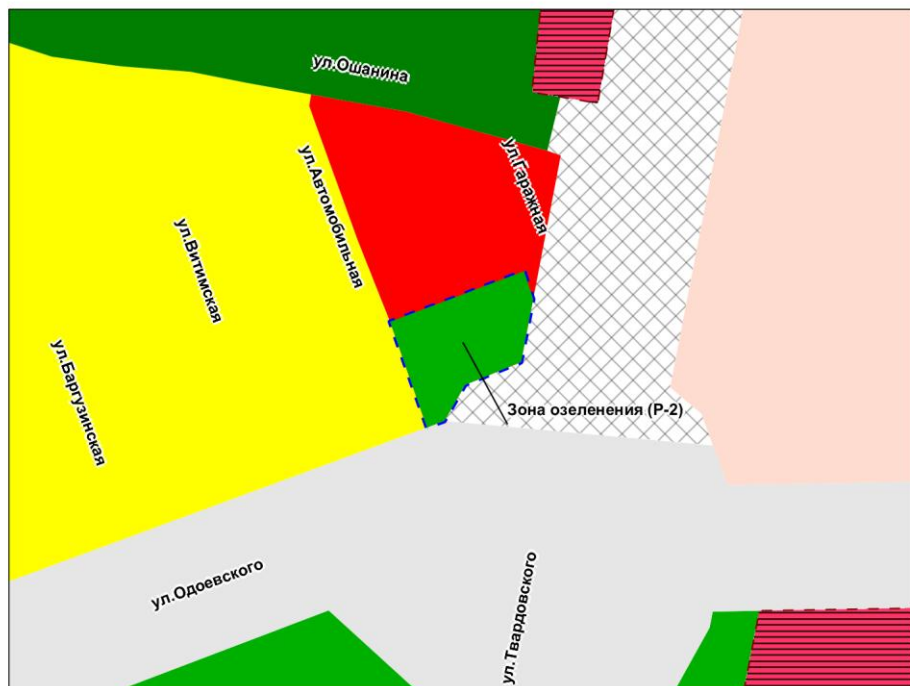 ул.Ошанина
ул.Гаражная
ул.Автомобильная
ул.Витимская
ул.Баргузинская
Зона озеленения (Р-2)
ул.Одоевского
ул.Твардовского